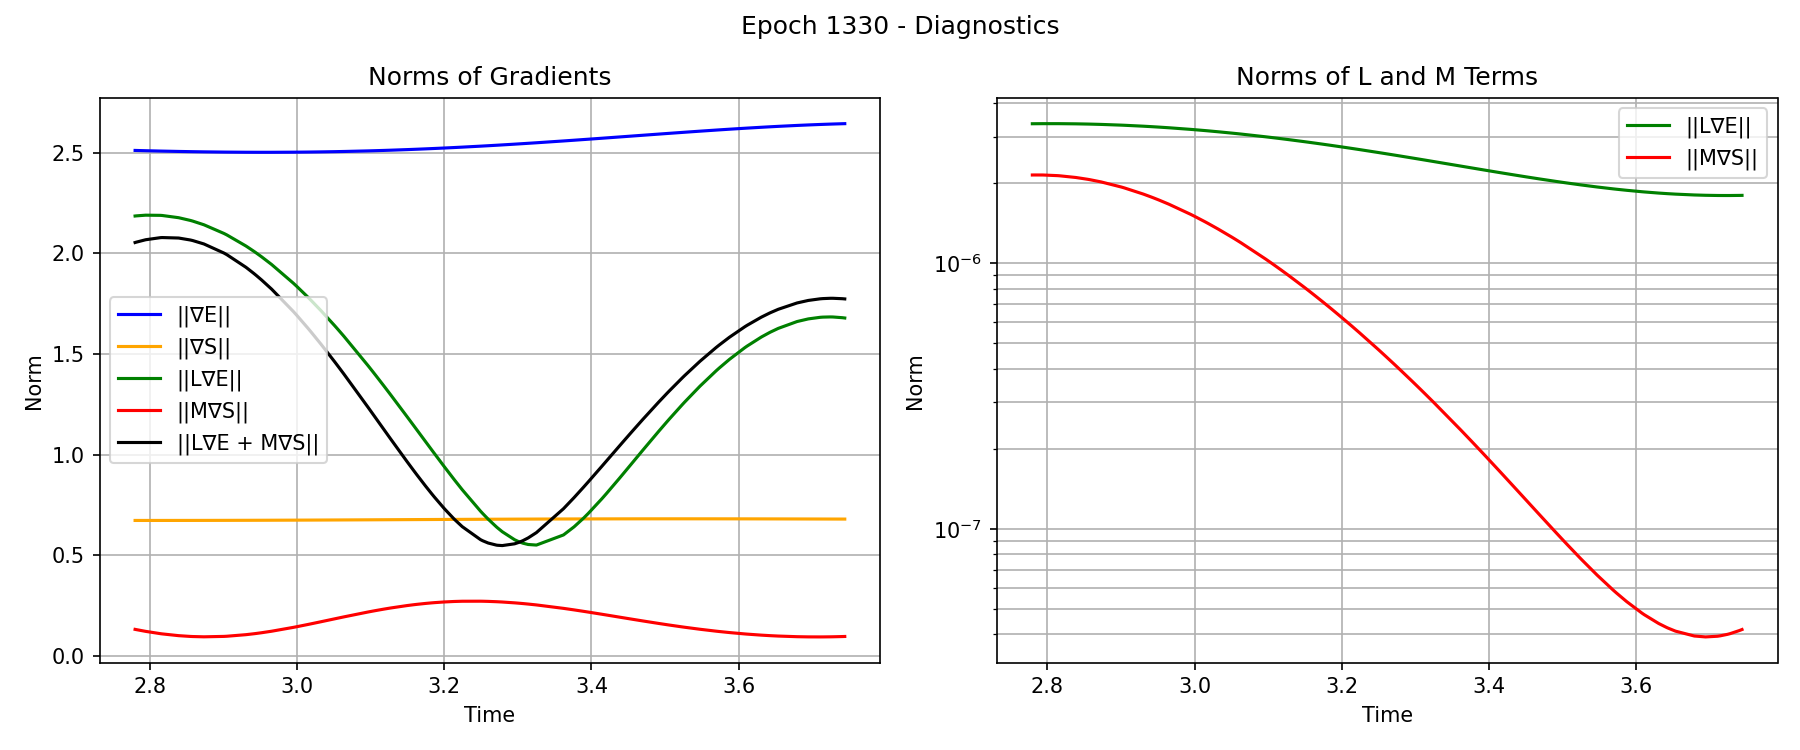 Epoch 1330 - Diagnostics
Norms of Gradients
Norm
2.5
2.0
1.5
1.0
0.5
0.0
||∇E||
||∇S||
||L∇E||
||M∇S||
||L∇E + M∇S||
2.8 3.0 3.2 3.4 3.6
Time
Norms of L and M Terms
Norm
10⁻⁶
10⁻⁷
||L∇E||
||M∇S||
2.8 3.0 3.2 3.4 3.6
Time